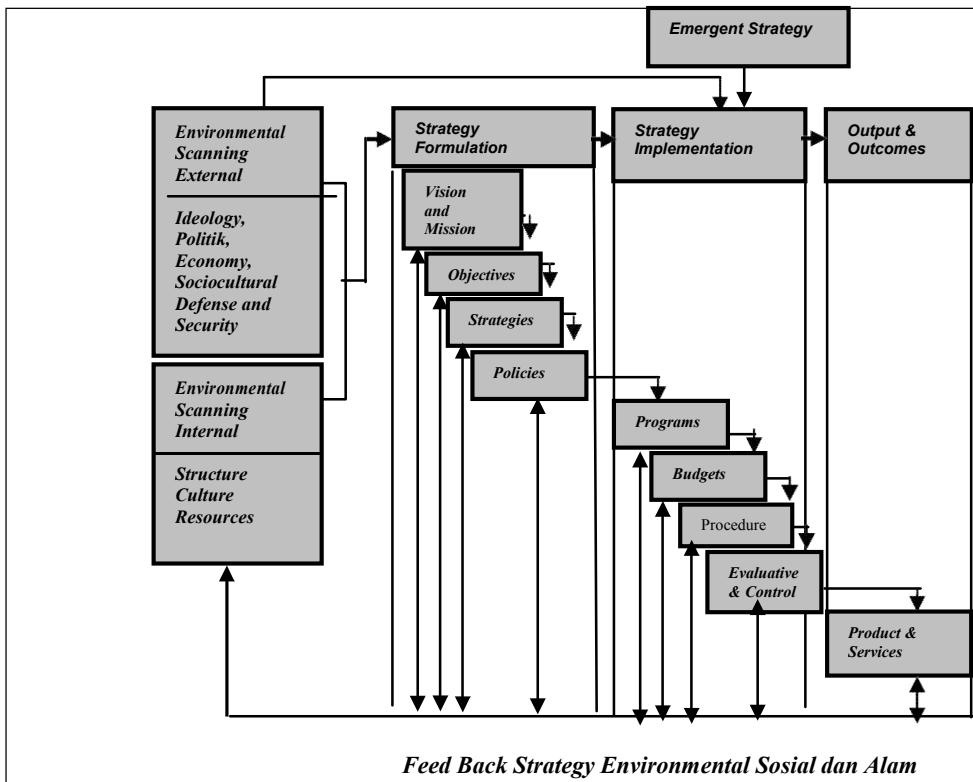 Emergent Strategy
Environmental
Scanning
External
Ideology,
Politik,
Economy,
Sociocultural
Defense and
Security
Environmental
Scanning
Internal
Structure
Culture
Resources
Strategy
Formulation
Vision
and
Mission
Objectives
Strategies
Policies
Strategy
Implementation
Programs
Budgets
Procedure
Evaluative
& Control
Output &
Outcomes
Product &
Services
Feed Back Strategy Environmental Sosial dan Alam